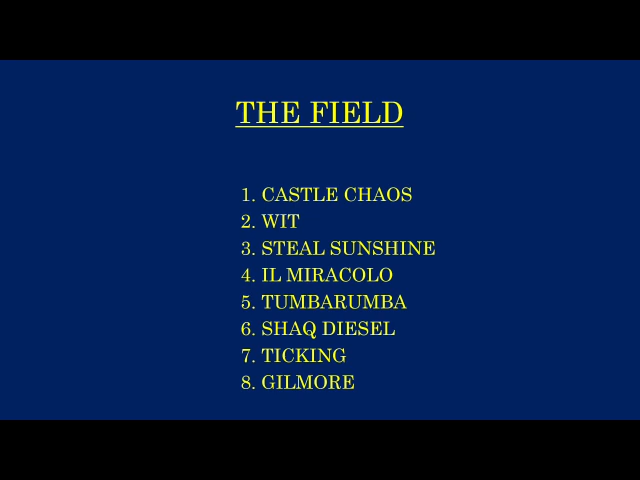 THE FIELD
1. CASTLE CHAOS
2. WIT
3. STEAL SUNSHINE
4. IL MIRACOLO
5. TUMBARUMBA
6. SHAQ DIESEL
7. TICKING
8. GILMORE